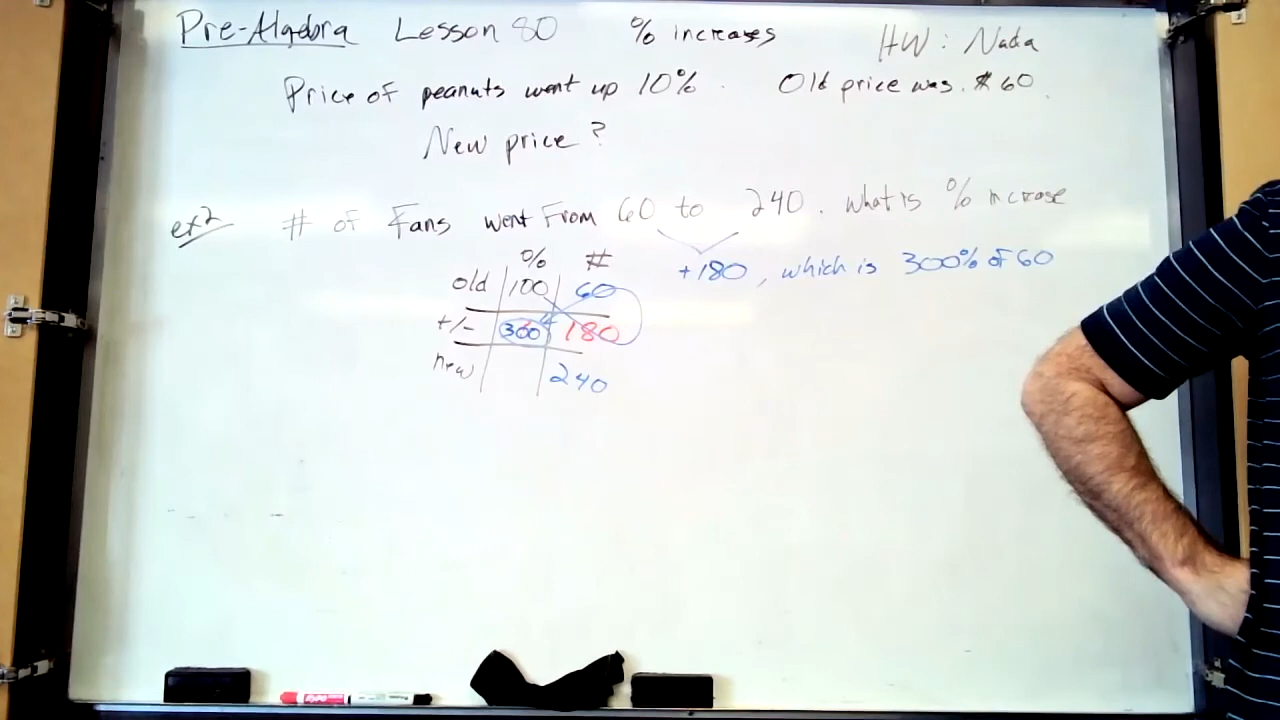 Pre-Algebra Lesson 80 % increases HW: Nada
Price of peanuts went up 10%. Old price was $60.
New price?
ex2 # of Fans went From 60 to 240. What is % increase
+180, which is 300% of 60
% #
old 100 60
+/- 300 180
new 240